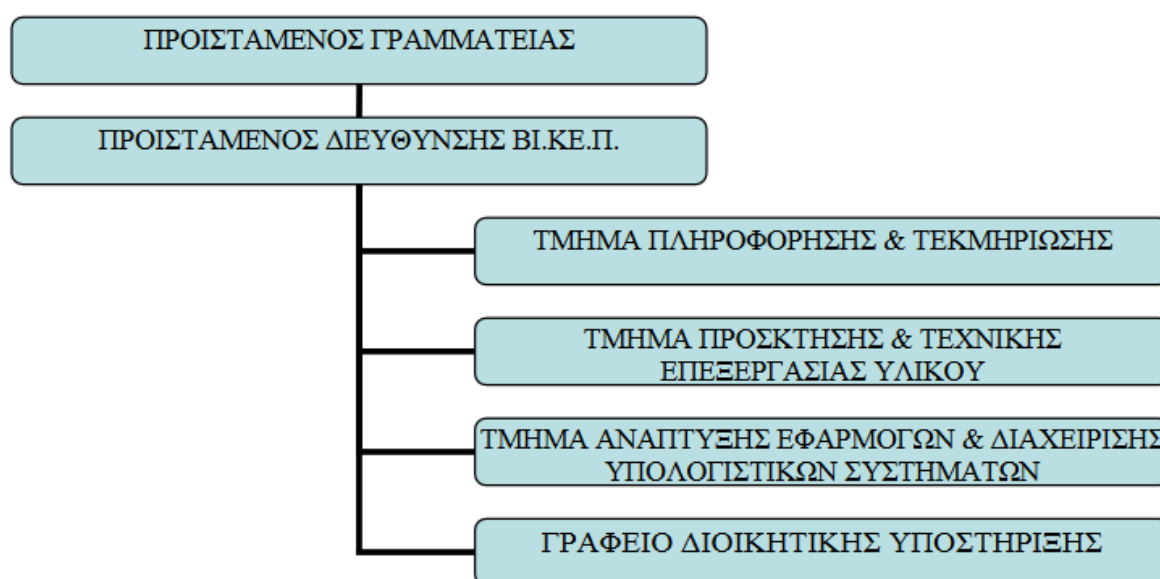 ΠΡΟΙΣΤΑΜΕΝΟΣ ΓΡΑΜΜΑΤΕΙΑΣ
ΠΡΟΙΣΤΑΜΕΝΟΣ ΔΙΕΥΘΥΝΣΗΣ ΒΙ.ΚΕ.Π.
ΤΜΗΜΑ ΠΛΗΡΟΦΟΡΗΣΗΣ & ΤΕΚΜΗΡΙΩΣΗΣ
ΤΜΗΜΑ ΠΡΟΣΚΤΗΣΗΣ & ΤΕΧΝΙΚΗΣ
ΕΠΕΞΕΡΓΑΣΙΑΣ ΥΛΙΚΟΥ
ΤΜΗΜΑ ΑΝΑΠΤΥΞΗΣ ΕΦΑΡΜΟΓΩΝ & ΔΙΑΧΕΙΡΙΣΗΣ
ΥΠΟΛΟΓΙΣΤΙΚΩΝ ΣΥΣΤΗΜΑΤΩΝ
ΓΡΑΦΕΙΟ ΔΙΟΙΚΗΤΙΚΗΣ ΥΠΟΣΤΗΡΙΞΗΣ